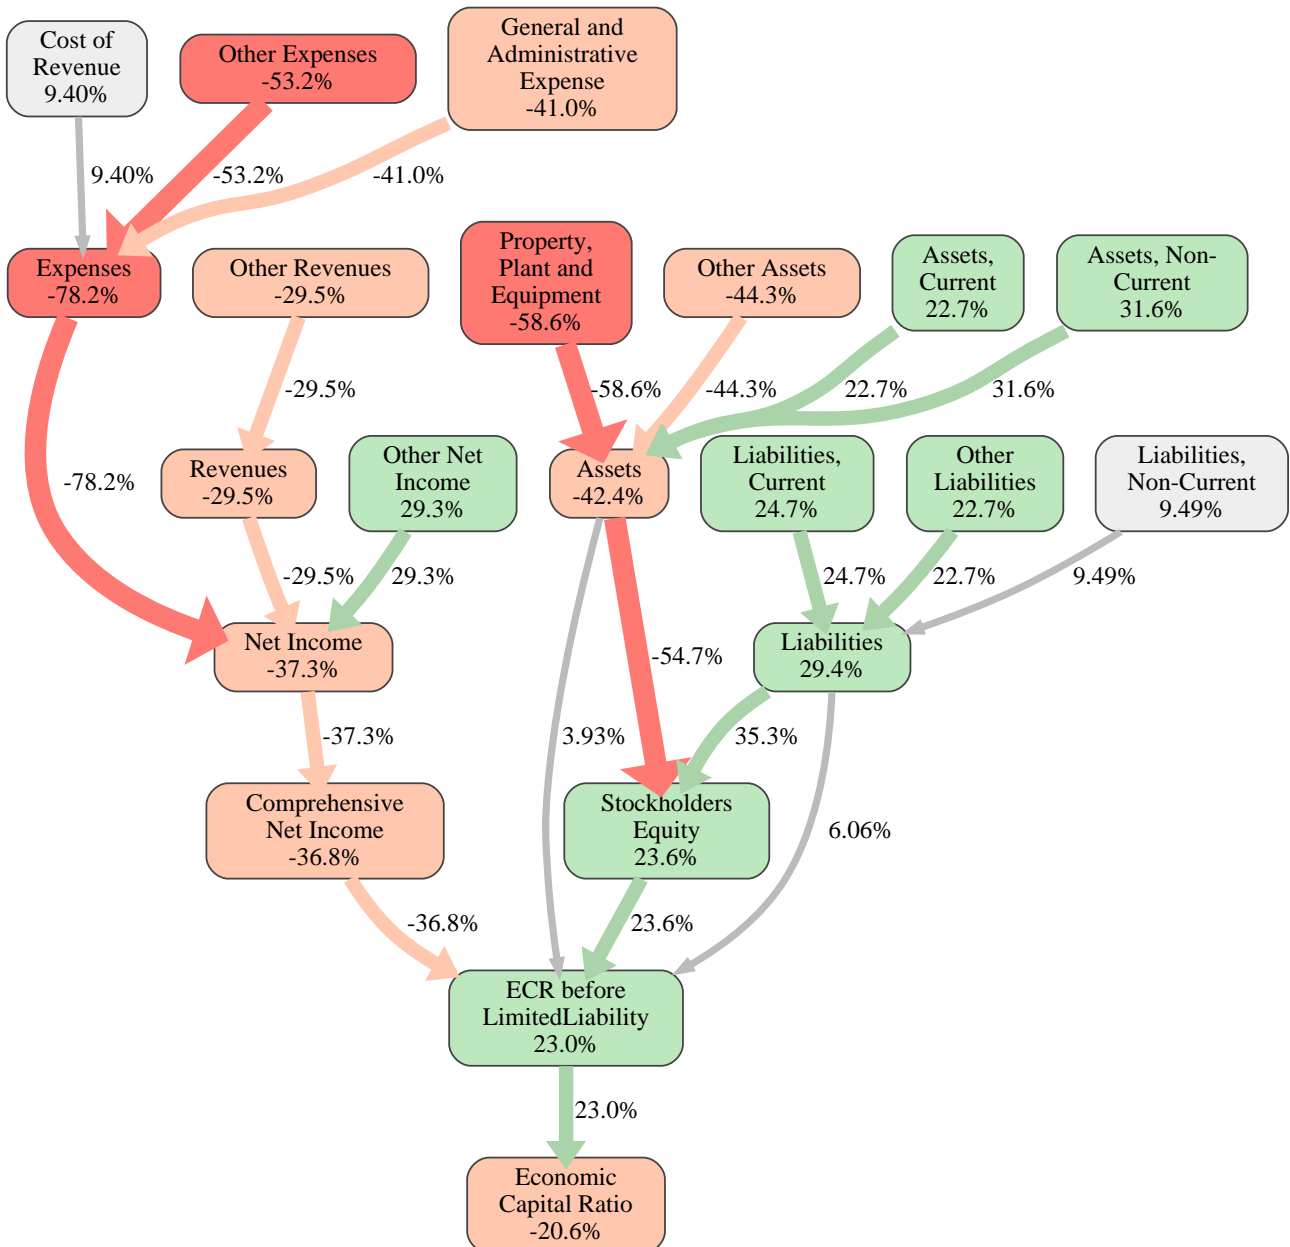 Cost of
Revenue
9.40%
Other Expenses
-53.2%
General and
Administrative
Expense
-41.0%
9.40%
-53.2%
-41.0%
Expenses
-78.2%
Other Revenues
-29.5%
Property,
Plant and
Equipment
-58.6%
Other Assets
-44.3%
Assets,
Current
22.7%
Assets, Non-
Current
31.6%
-29.5%
-58.6%
-44.3%
22.7%
31.6%
-78.2%
Revenues
-29.5%
Other Net
Income
29.3%
Assets
-42.4%
Liabilities,
Current
24.7%
Other
Liabilities
22.7%
Liabilities,
Non-Current
9.49%
-29.5%
29.3%
24.7%
22.7%
9.49%
Net Income
-37.3%
-54.7%
Liabilities
29.4%
-37.3%
3.93%
35.3%
Comprehensive
Net Income
-36.8%
Stockholders
Equity
23.6%
6.06%
-36.8%
23.6%
ECR before
LimitedLiability
23.0%
23.0%
Economic
Capital Ratio
-20.6%